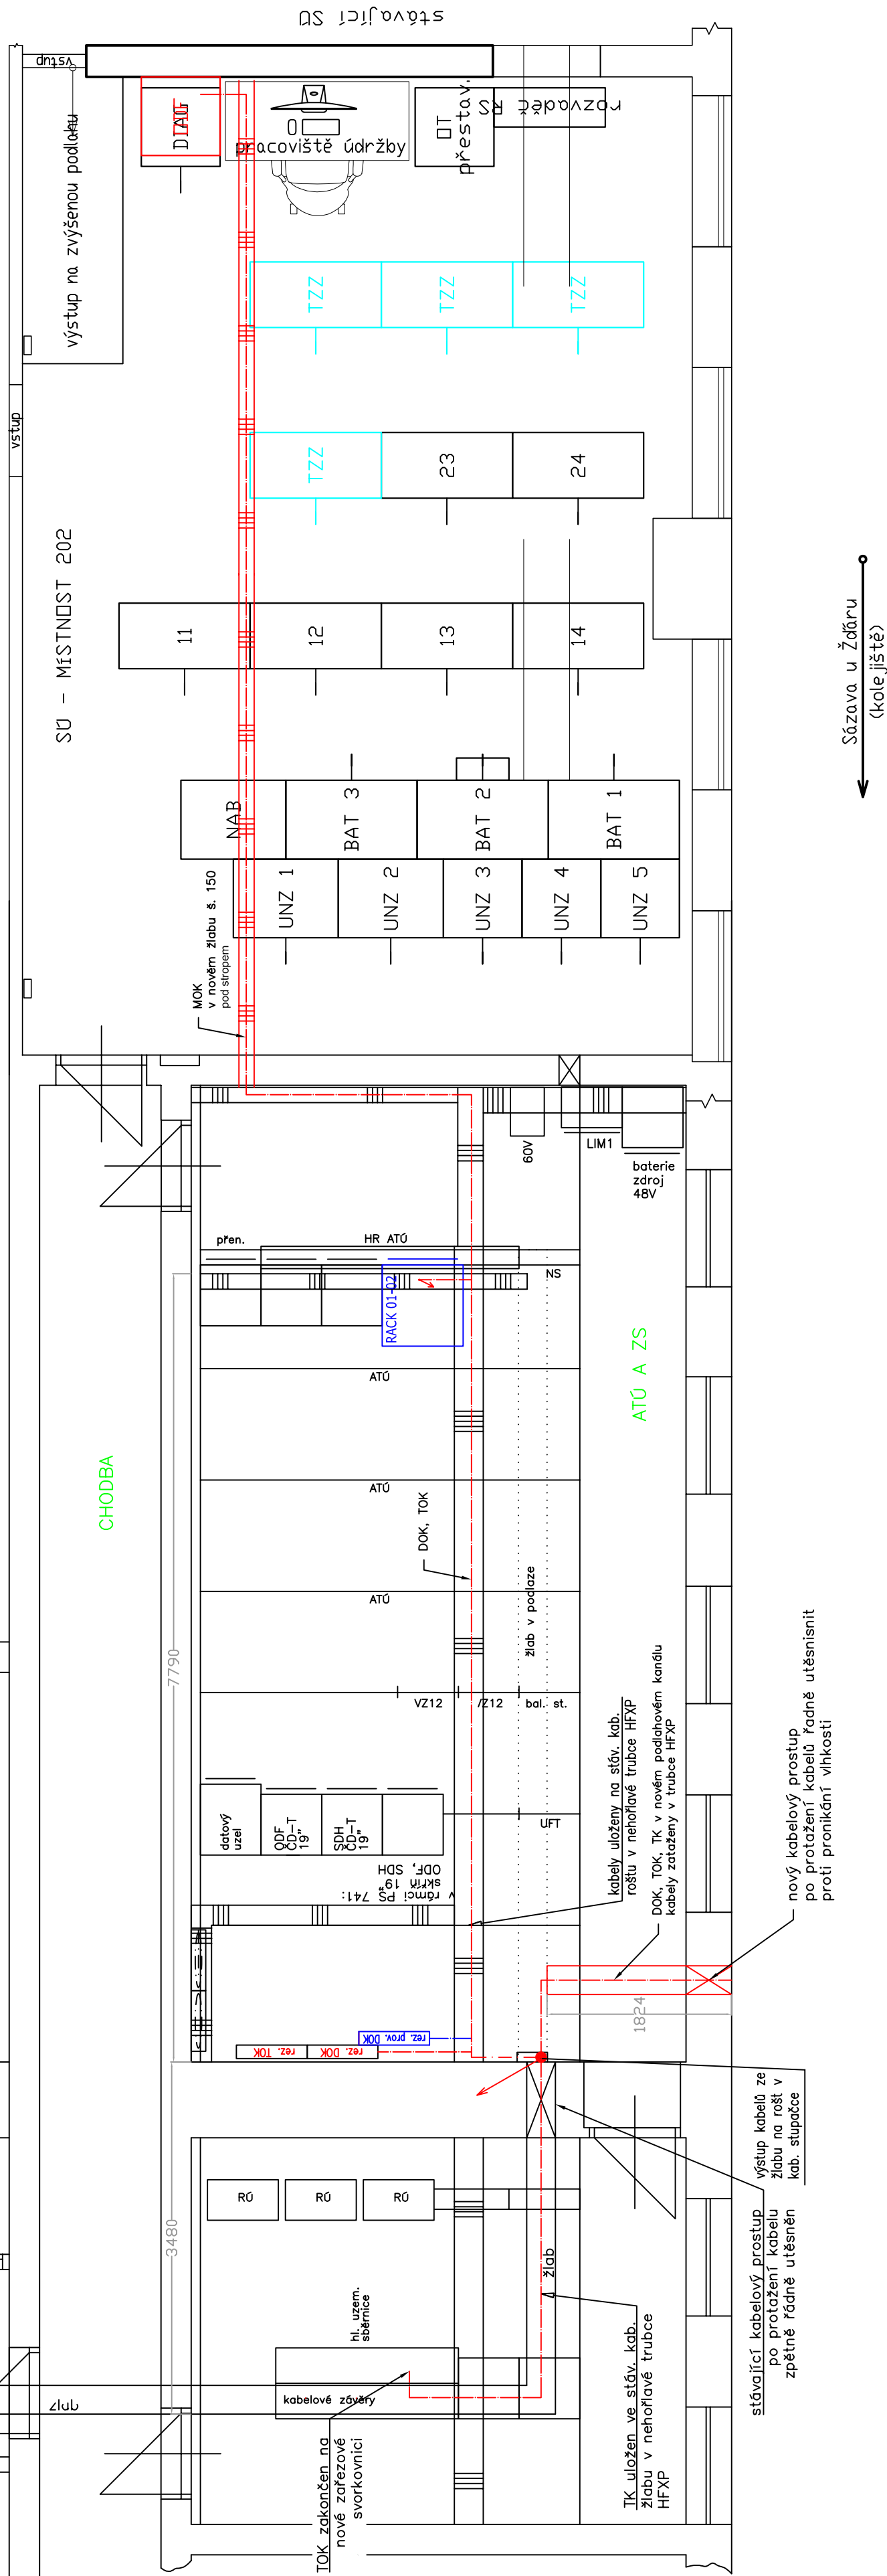 stávající SÚ
vstup
výstup na zvýšenou podlahu
DIAG
pracoviště údržby
DT
přestav.
rozvaděč RS
TZZ
TZZ
TZZ
vstup
TZZ
23
24
SÚ - MÍSTNOST 202
11
12
13
14
Sázava u Žďáru
(kolejiště)
NAB
BAT 3
BAT 2
BAT 1
UNZ 1
UNZ 2
UNZ 3
UNZ 4
UNZ 5
MOK
v novém žlabu š. 150
pod stropem
60V
LIM1
baterie
zdroj
48V
přen.
HR ATÚ
NS
RACK 01-02
ATÚ
ATÚ A ZS
CHODBA
ATÚ
DOK, TOK
ATÚ
žlab v podlaze
7790
VZ12
VZ12
bal. st.
datový
uzel
ODF
ČD-T
19"
SDH
ČD-T
19"
UFT
v rámci PS 741:
skříň 19"
ODF, SDH
kabely uloženy na stáv. kab.
roštu v nehořlavé trubce HFXP
DOK, TOK, TK v novém podlahovém kanálu
kabely zataženy v trubce HFXP
nový kabelový prostup
po protažení kabelů řadně utěsnisnit
proti pronikání vlhkosti
1824
rez. TOK
rez. DOK
rez. prov. DOK
výstup kabelů ze
žlabu na rošt v
kab. stupačce
stávající kabelový prostup
po protažení kabelu
zpětně řádně utěsněn
3480
RÚ
RÚ
RÚ
žlab
hl. uzem.
sběrnice
kabelové závěry
TOK zakončen na
nové zařezové
svorkovnici
TK uložen ve stáv. kab.
žlabu v nehořlavé trubce
HFXP